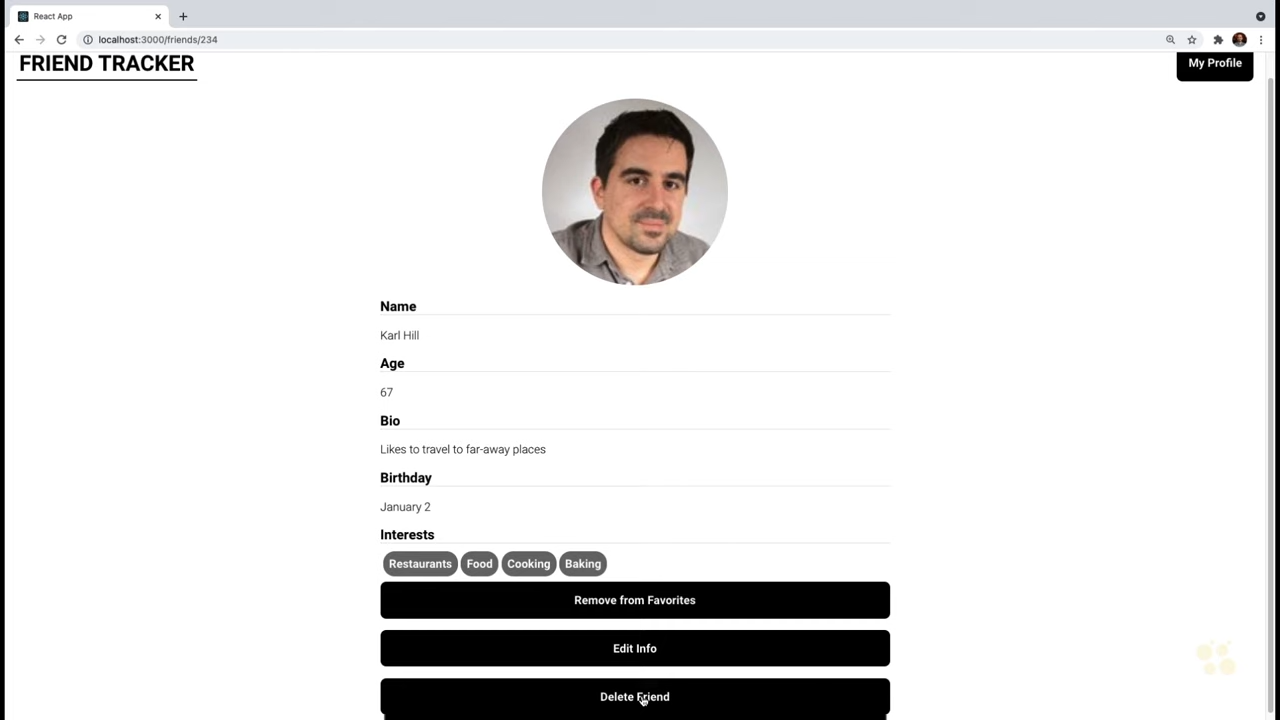 React App
localhost:3000/friends/234
FRIEND TRACKER
My Profile
Name
Karl Hill
Age
67
Bio
Likes to travel to far-away places
Birthday
January 2
Interests
Restaurants Food Cooking Baking
Remove from Favorites
Edit Info
Delete Friend